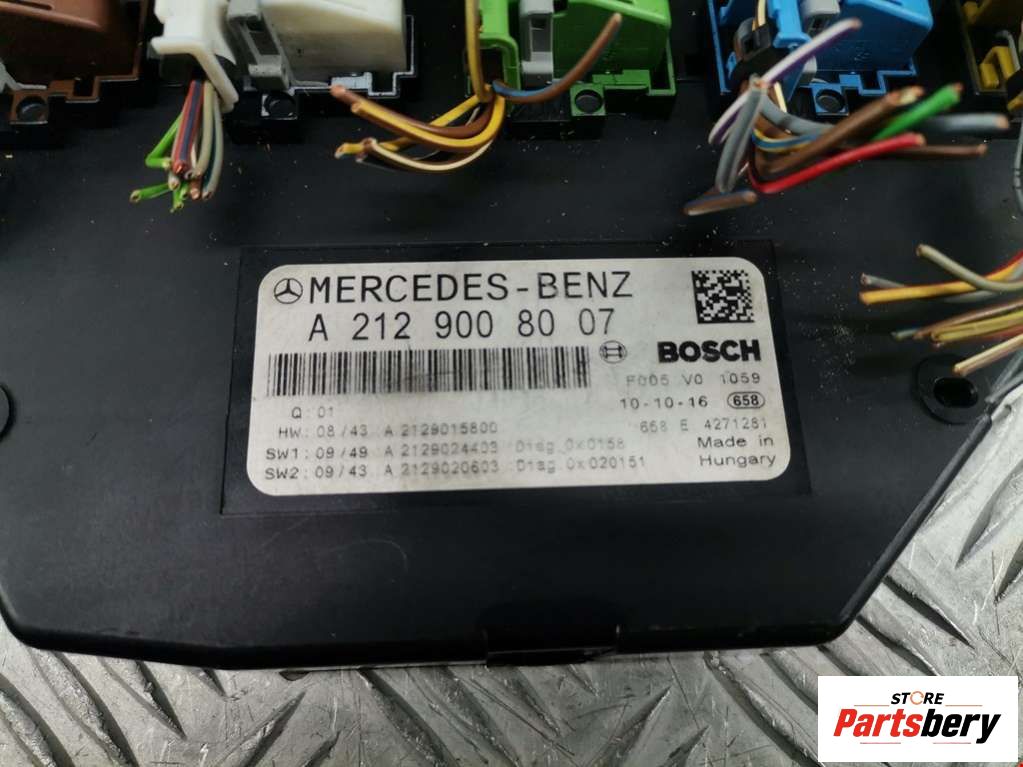 MERCEDES-BENZ
A 212 900 80 07
BOSCH
F005 V0 1059
Q: 01
10-10-16 658
HW: 08/43 A 2129015800 658 E 4271281
SW1: 09/49 A 2129024403 Diag 0x0158 Made in
SW2: 09/43 A 2129020603 Diag 0x020151 Hungary
STORE
Partsbery